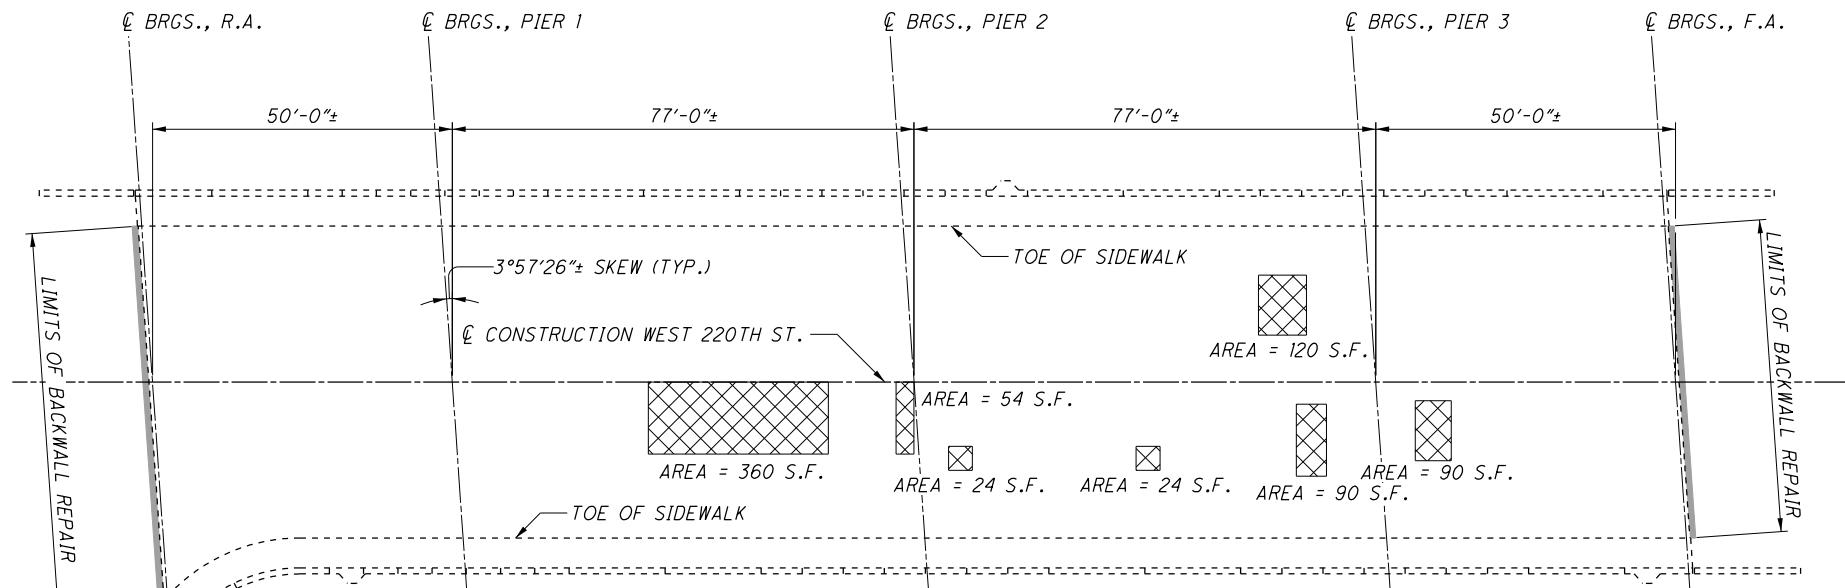 ℄ BRGS., R.A.
℄ BRGS., PIER 1
℄ BRGS., PIER 2
℄ BRGS., PIER 3
℄ BRGS., F.A.
50'-0"±
77'-0"±
77'-0"±
50'-0"±
TOE OF SIDEWALK
3°57'26"± SKEW (TYP.)
℄ CONSTRUCTION WEST 220TH ST.
AREA = 120 S.F.
AREA = 54 S.F.
AREA = 360 S.F.
AREA = 24 S.F.
AREA = 24 S.F.
AREA = 90 S.F.
AREA = 90 S.F.
TOE OF SIDEWALK
LIMITS OF BACKWALL REPAIR
LIMITS OF BACKWALL REPAIR